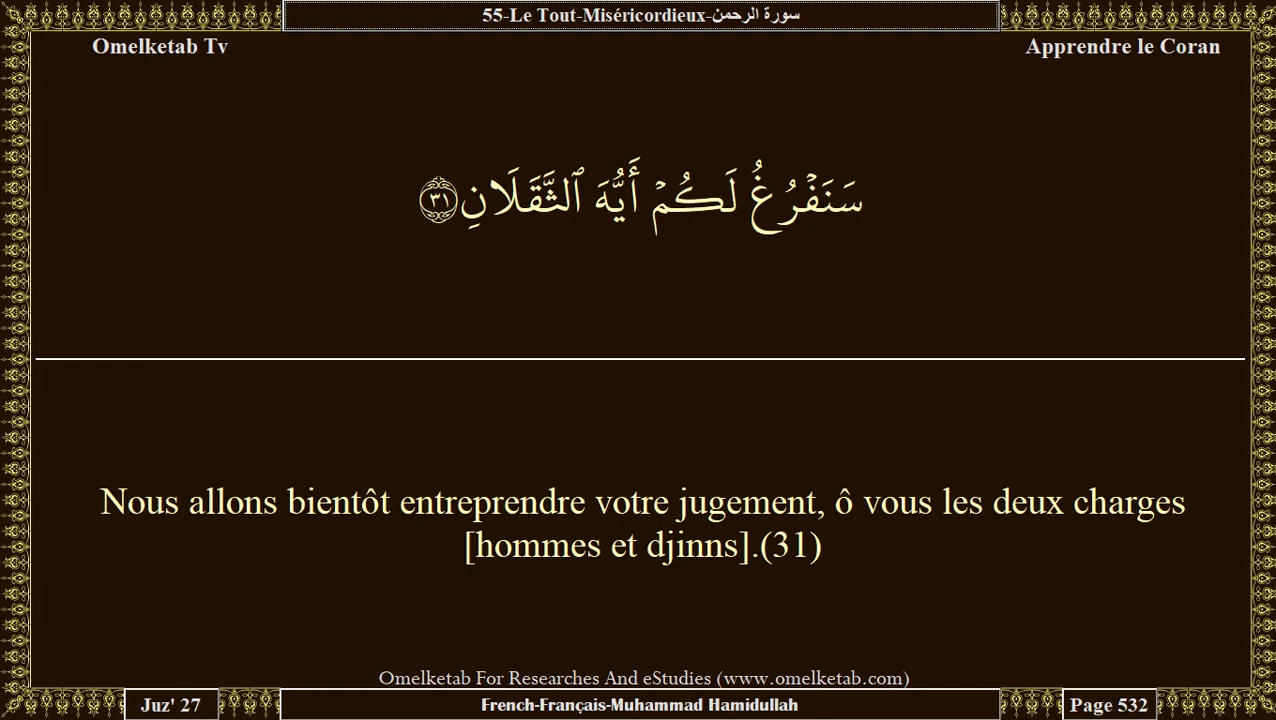 55-Le Tout-Miséricordieux-سورة الرحمن
Omelketab Tv
Apprendre le Coran
سَنَفۡرُغُ لَكُمۡ أَيُّهَ ٱلثَّقَلَانِ ٣١
Nous allons bientôt entreprendre votre jugement, ô vous les deux charges
[hommes et djinns].(31)
Omelketab For Researches And eStudies (www.omelketab.com)
Juz' 27
French-Français-Muhammad Hamidullah
Page 532